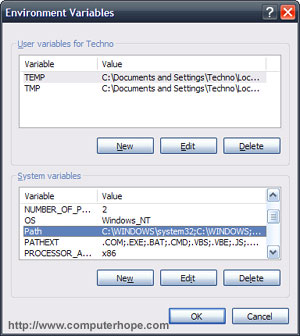 Environment Variables
User variables for Techno
Variable Value
TEMP C:\Documents and Settings\Techno\Loc...
TMP C:\Documents and Settings\Techno\Loc...
New Edit Delete
System variables
Variable Value
NUMBER_OF_P... 2
OS Windows_NT
Path C:\WINDOWS\system32;C:\WINDOWS;...
PATHEXT .COM;.EXE;.BAT;.CMD;.VBS;.VBE;.JS;....
PROCESSOR_A... x86
New Edit Delete
OK Cancel
http://www.computerhope.com